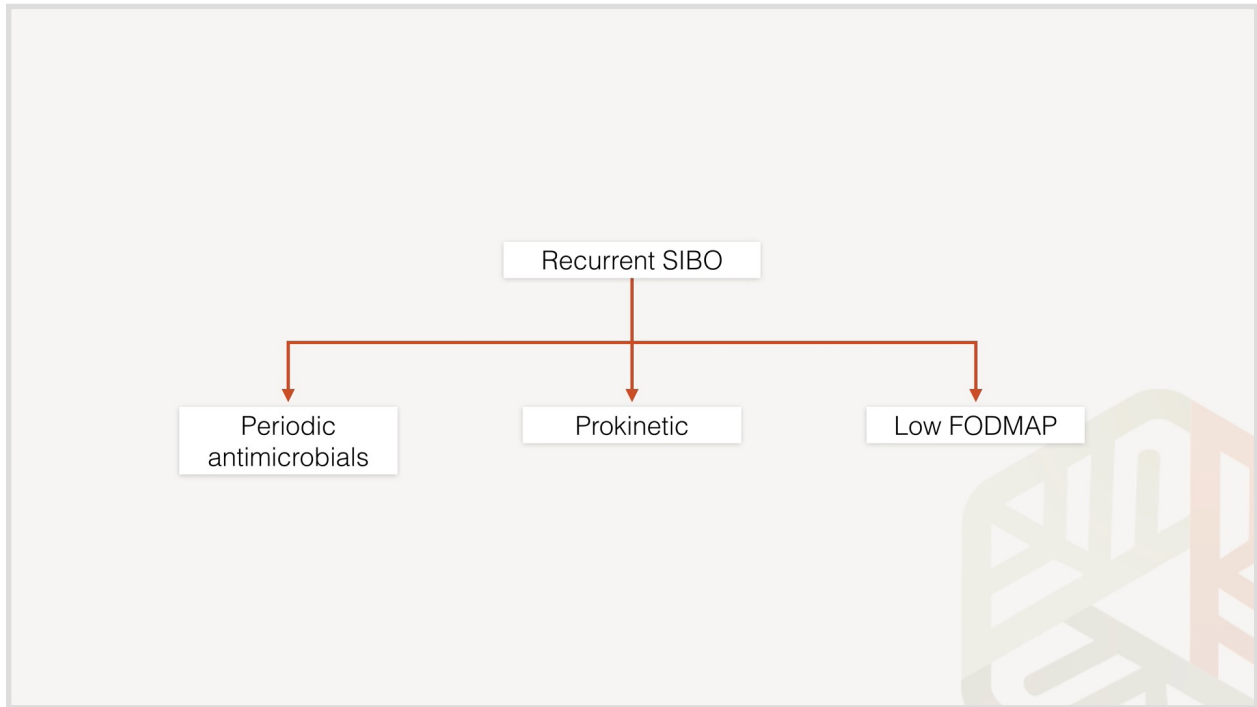 Recurrent SIBO
Periodic
antimicrobials
Prokinetic
Low FODMAP